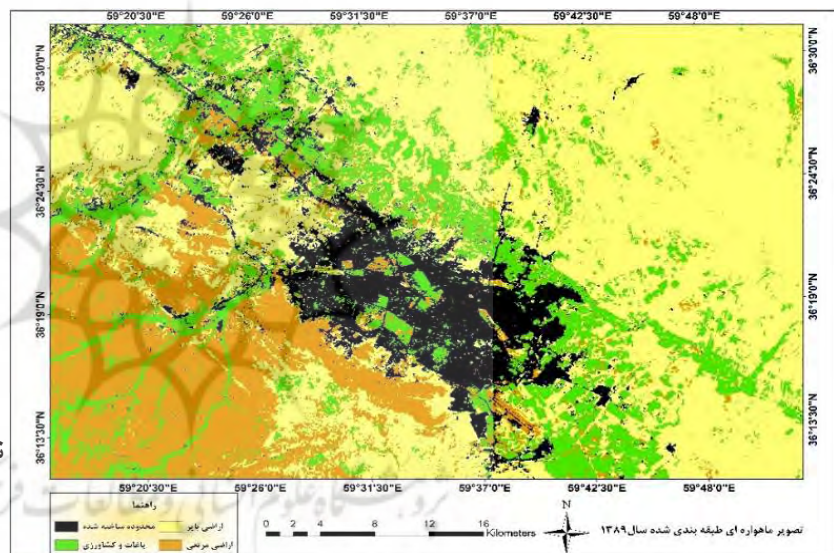 59°20'30"E 59°26'0"E 59°31'30"E 59°37'0"E 59°42'30"E 59°48'0"E
36°30'0"N 36°30'0"N
36°24'30"N 36°24'30"N
36°19'0"N 36°19'0"N
36°13'30"N 36°13'30"N
59°20'30"E 59°26'0"E 59°31'30"E 59°37'0"E 59°42'30"E 59°48'0"E
راهنما
محدوده ساخته شده
اراضی بایر
باغات و کشاورزی
اراضی مرتعی
0 2 4 6 12 16
Kilometers
N
تصویر ماهواره ای طبقه بندی شده سال ۱۳۸۹